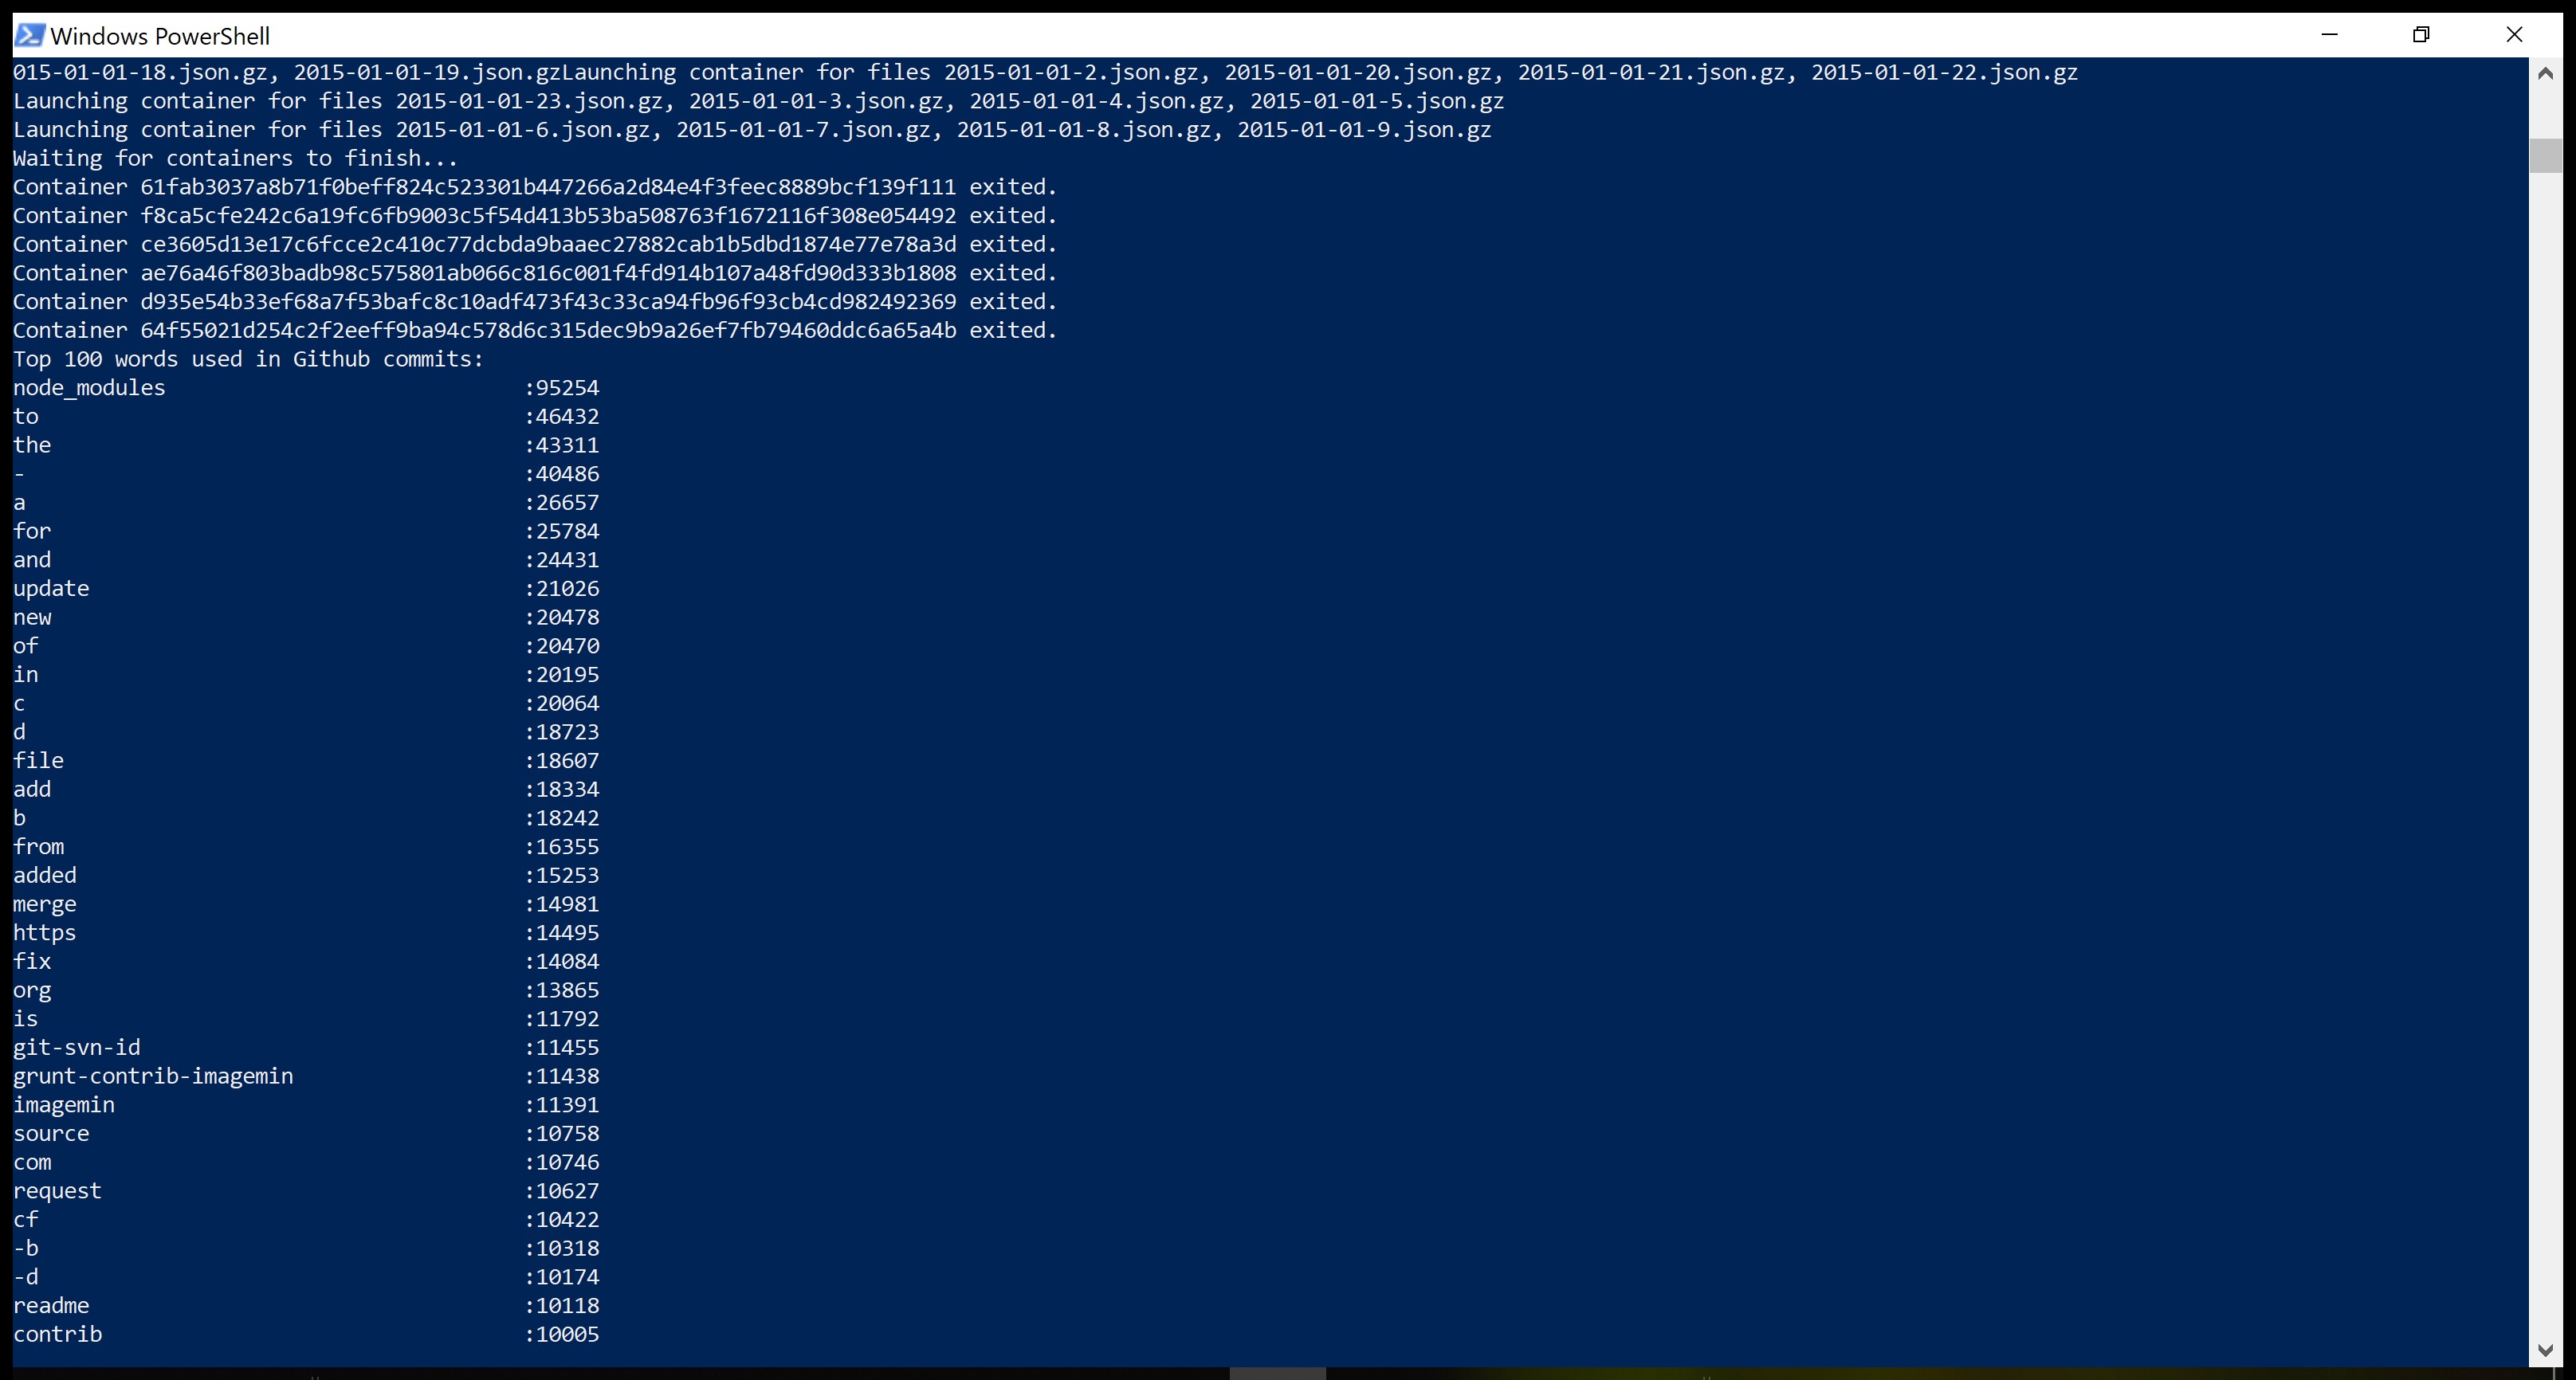 Windows PowerShell
015-01-01-18.json.gz, 2015-01-01-19.json.gzLaunching container for files 2015-01-01-2.json.gz, 2015-01-01-20.json.gz, 2015-01-01-21.json.gz, 2015-01-01-22.json.gz
Launching container for files 2015-01-01-23.json.gz, 2015-01-01-3.json.gz, 2015-01-01-4.json.gz, 2015-01-01-5.json.gz
Launching container for files 2015-01-01-6.json.gz, 2015-01-01-7.json.gz, 2015-01-01-8.json.gz, 2015-01-01-9.json.gz
Waiting for containers to finish...
Container 61fab3037a8b71f0beff824c523301b447266a2d84e4f3feec8889bcf139f111 exited.
Container f8ca5cfe242c6a19fc6fb9003c5f54d413b53ba508763f1672116f308e054492 exited.
Container ce3605d13e17c6fcce2c410c77dcbda9baaec27882cab1b5dbd1874e77e78a3d exited.
Container ae76a46f803badb98c575801ab066c816c001f4fd914b107a48fd90d333b1808 exited.
Container d935e54b33ef68a7f53bafc8c10adf473f43c33ca94fb96f93cb4cd982492369 exited.
Container 64f55021d254c2f2eeff9ba94c578d6c315dec9b9a26ef7fb79460ddc6a65a4b exited.
Top 100 words used in Github commits:
node_modules :95254
to :46432
the :43311
- :40486
a :26657
for :25784
and :24431
update :21026
new :20478
of :20470
in :20195
c :20064
d :18723
file :18607
add :18334
b :18242
from :16355
added :15253
merge :14981
https :14495
fix :14084
org :13865
is :11792
git-svn-id :11455
grunt-contrib-imagemin :11438
imagemin :11391
source :10758
com :10746
request :10627
cf :10422
-b :10318
-d :10174
readme :10118
contrib :10005